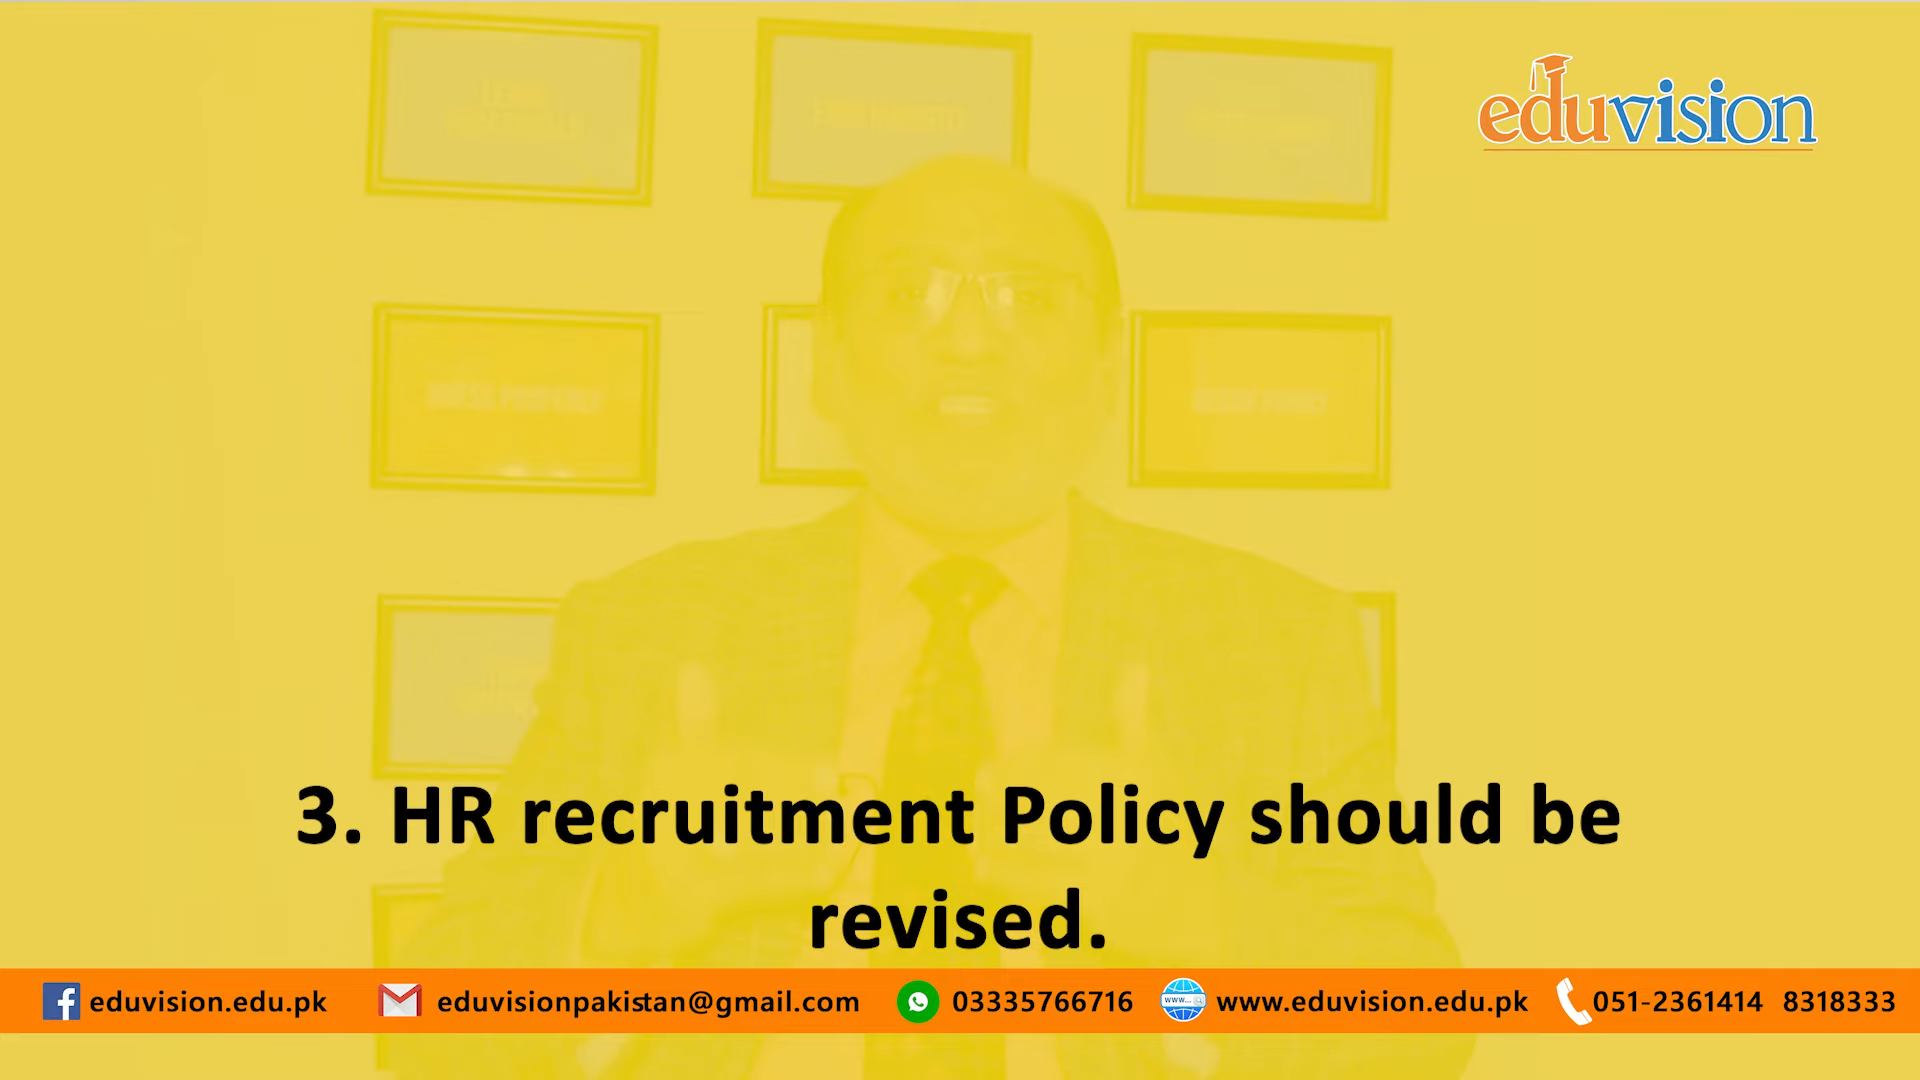 eduvision
3. HR recruitment Policy should be
revised.
eduvision.edu.pk eduvisionpakistan@gmail.com 03335766716 www.eduvision.edu.pk 051-2361414 8318333